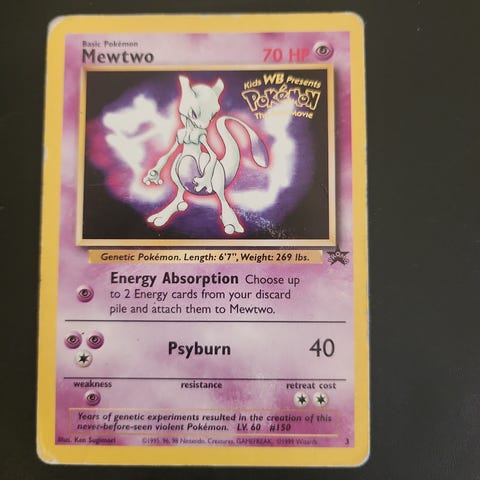 Basic Pokémon
Mewtwo
70 HP
Kids WB Presents
POKéMON
The First Movie
Genetic Pokémon. Length: 6'7", Weight: 269 lbs.
Energy Absorption Choose up
to 2 Energy cards from your discard
pile and attach them to Mewtwo.
Psyburn 40
weakness resistance retreat cost
Years of genetic experiments resulted in the creation of this
never-before-seen violent Pokémon. LV. 60 #150
Illus. Ken Sugimori ©1995, 96, 98 Nintendo, Creatures, GAMEFREAK. ©1999 Wizards. 3